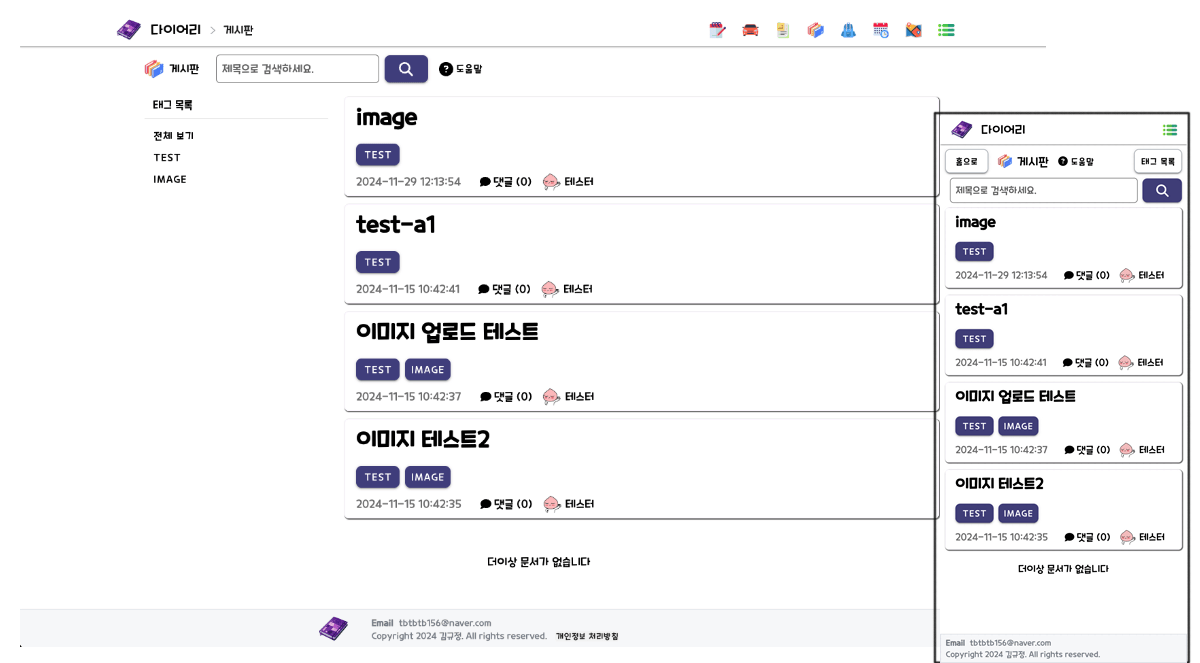 다이어리 > 게시판
게시판 제목으로 검색하세요. 도움말
태그 목록
전체 보기
TEST
IMAGE
image
TEST
2024-11-29 12:13:54 댓글 (0) 테스터
test-a1
TEST
2024-11-15 10:42:41 댓글 (0) 테스터
이미지 업로드 테스트
TEST IMAGE
2024-11-15 10:42:37 댓글 (0) 테스터
이미지 테스트2
TEST IMAGE
2024-11-15 10:42:35 댓글 (0) 테스터
더이상 문서가 없습니다
Email tbtbtb156@naver.com
Copyright 2024 김규정. All rights reserved. 개인정보 처리방침
다이어리
홈으로 게시판 도움말 태그 목록
제목으로 검색하세요.
image
TEST
2024-11-29 12:13:54 댓글 (0) 테스터
test-a1
TEST
2024-11-15 10:42:41 댓글 (0) 테스터
이미지 업로드 테스트
TEST IMAGE
2024-11-15 10:42:37 댓글 (0) 테스터
이미지 테스트2
TEST IMAGE
2024-11-15 10:42:35 댓글 (0) 테스터
더이상 문서가 없습니다
Email tbtbtb156@naver.com
Copyright 2024 김규정. All rights reserved.